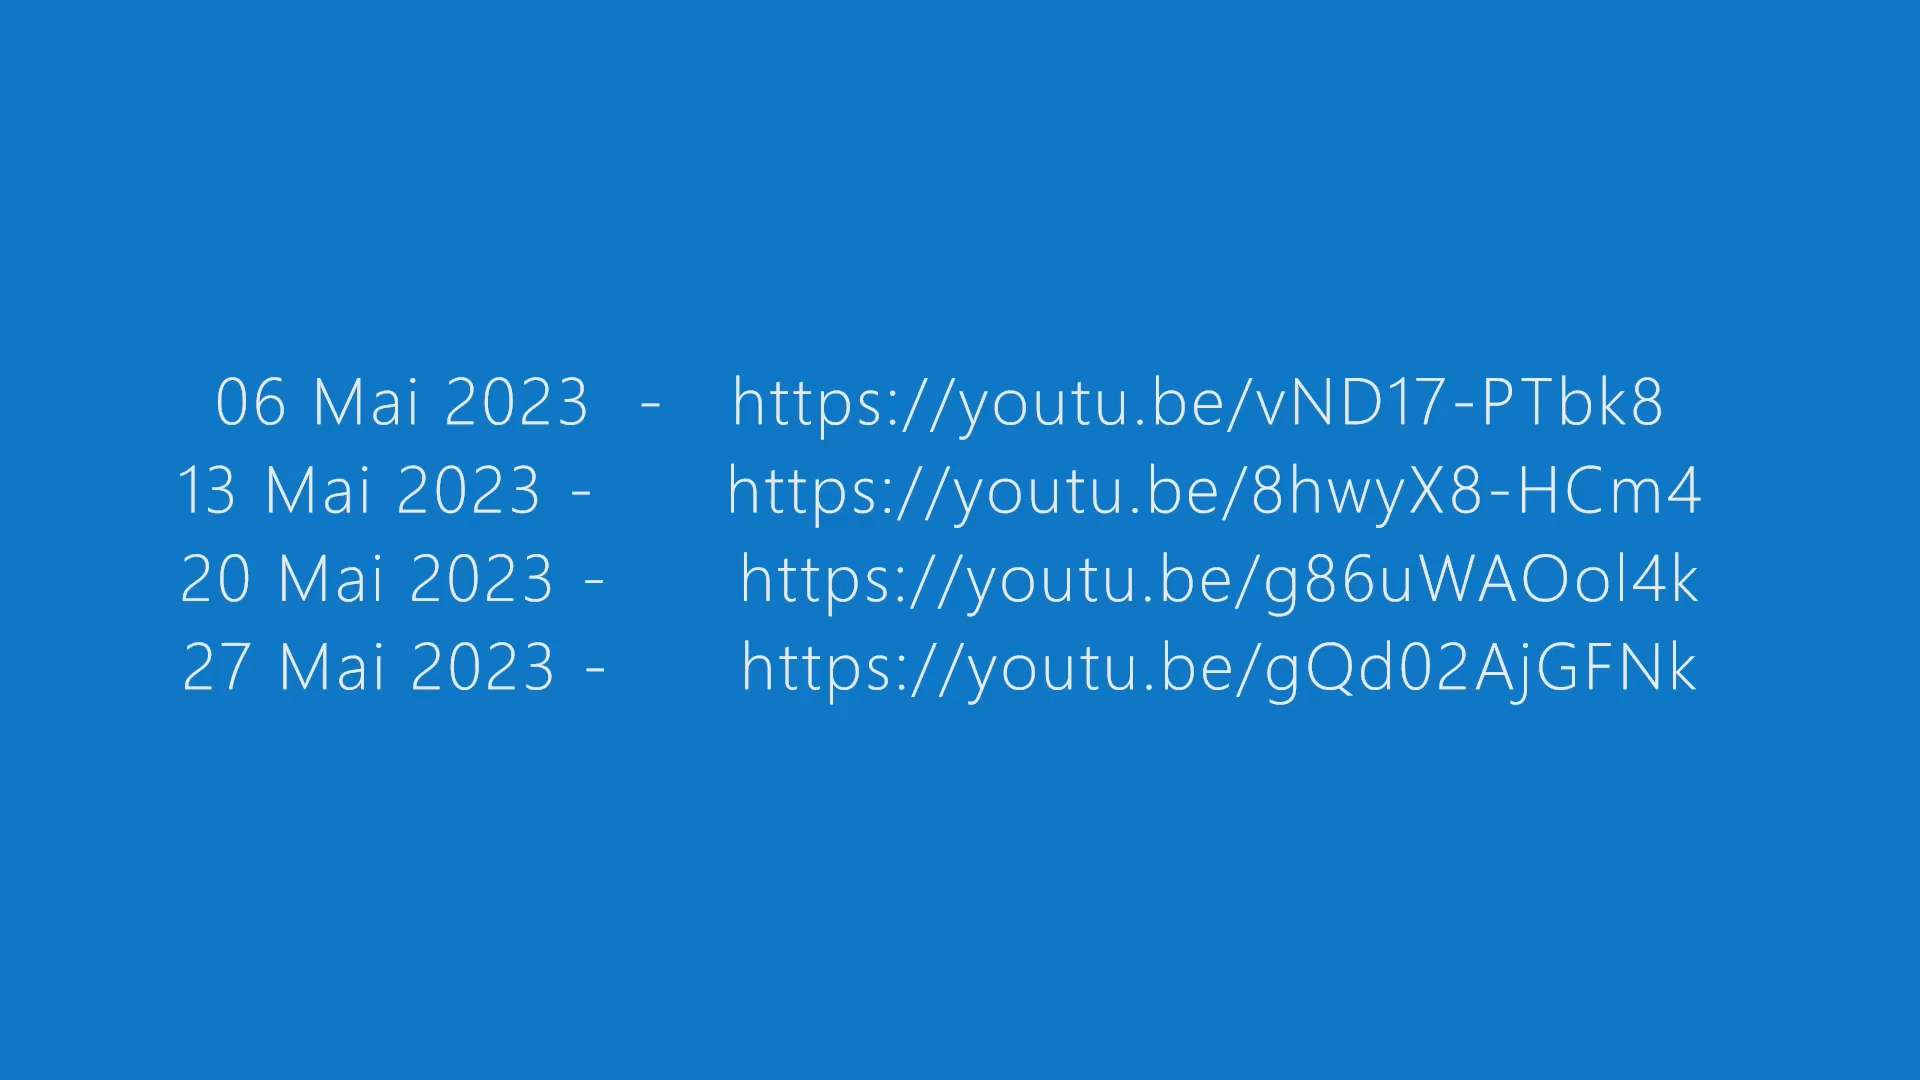 06 Mai 2023 - https://youtu.be/vND17-PTbk8
13 Mai 2023 - https://youtu.be/8hwyX8-HCm4
20 Mai 2023 - https://youtu.be/g86uWAOol4k
27 Mai 2023 - https://youtu.be/gQd02AjGFNk